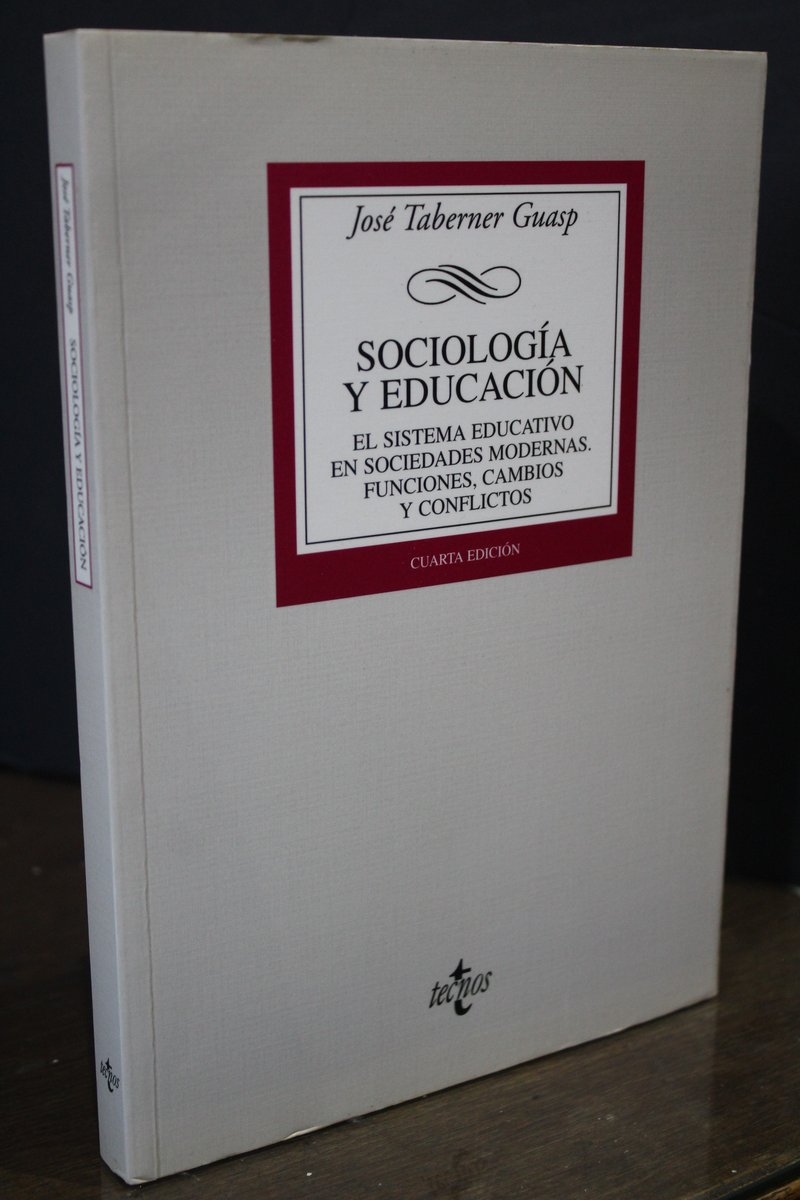 José Taberner Guasp
SOCIOLOGÍA
Y EDUCACIÓN
EL SISTEMA EDUCATIVO
EN SOCIEDADES MODERNAS.
FUNCIONES, CAMBIOS
Y CONFLICTOS
CUARTA EDICIÓN
tecnos
José Taberner Guasp SOCIOLOGÍA Y EDUCACIÓN
tecnos